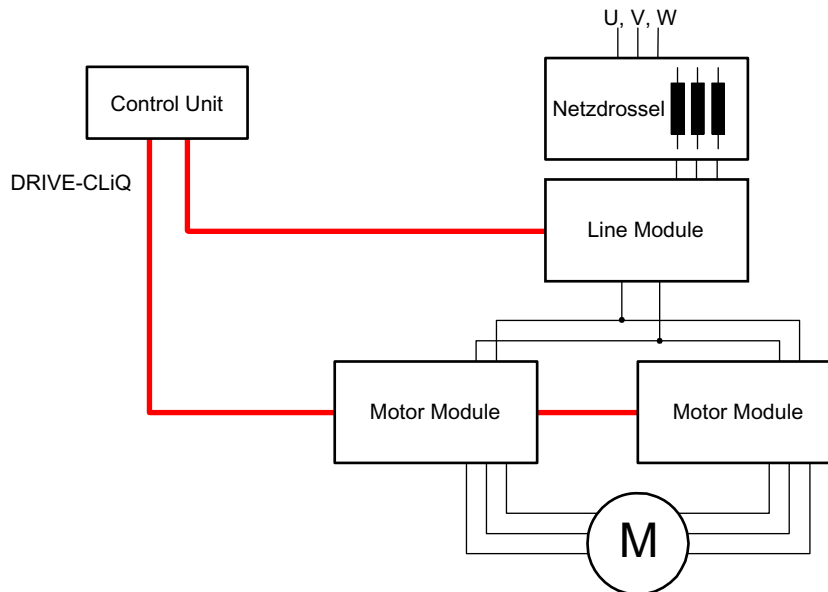 U, V, W
Control Unit
Netzdrossel
DRIVE-CLiQ
Line Module
Motor Module
Motor Module
M